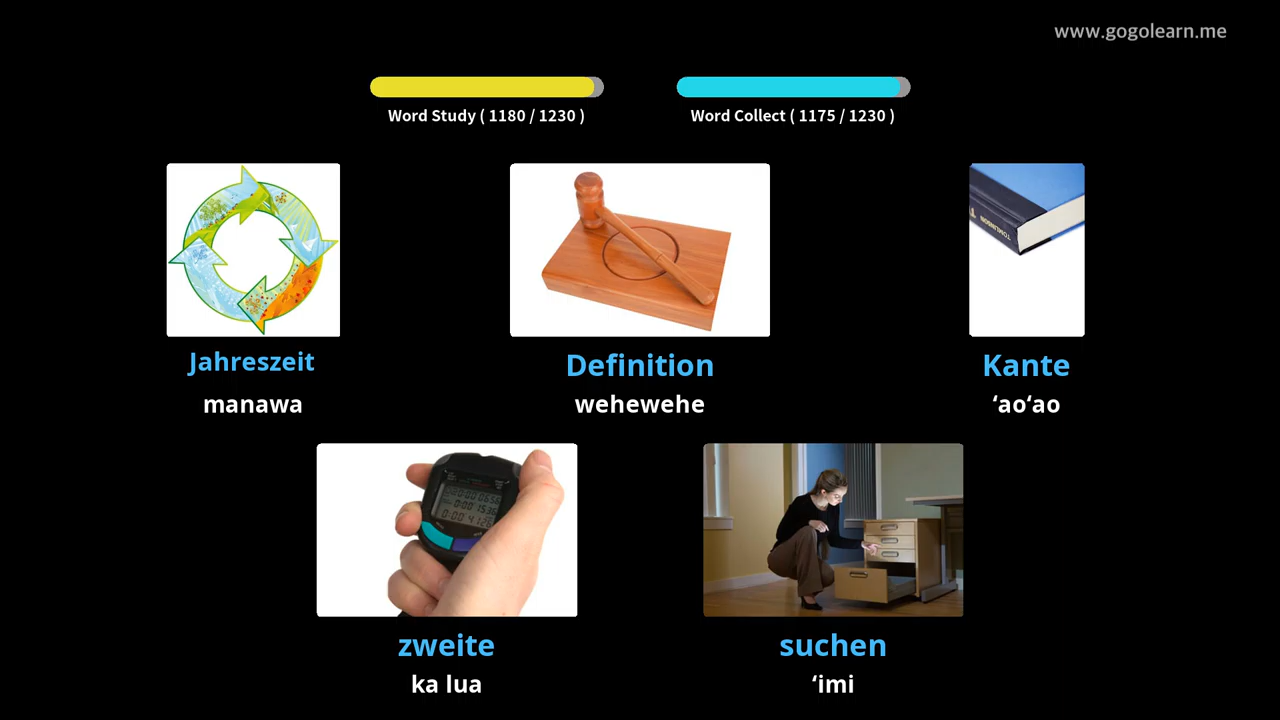 www.gogolearn.me
Word Study ( 1180 / 1230 )
Word Collect ( 1175 / 1230 )
TOMLINSON
Jahreszeit
Definition
Kante
manawa
wehewehe
ʻaoʻao
zweite
suchen
ka lua
ʻimi